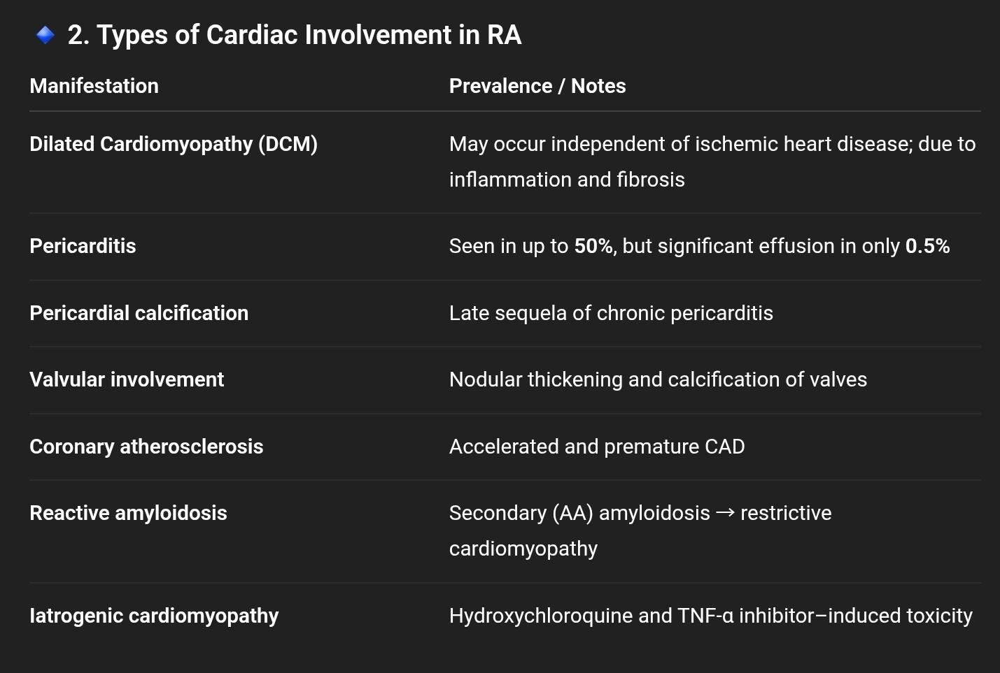 🔹 2. Types of Cardiac Involvement in RA
Manifestation Prevalence / Notes
Dilated Cardiomyopathy (DCM) May occur independent of ischemic heart disease; due to
inflammation and fibrosis
Pericarditis Seen in up to 50%, but significant effusion in only 0.5%
Pericardial calcification Late sequela of chronic pericarditis
Valvular involvement Nodular thickening and calcification of valves
Coronary atherosclerosis Accelerated and premature CAD
Reactive amyloidosis Secondary (AA) amyloidosis → restrictive
cardiomyopathy
Iatrogenic cardiomyopathy Hydroxychloroquine and TNF-α inhibitor–induced toxicity